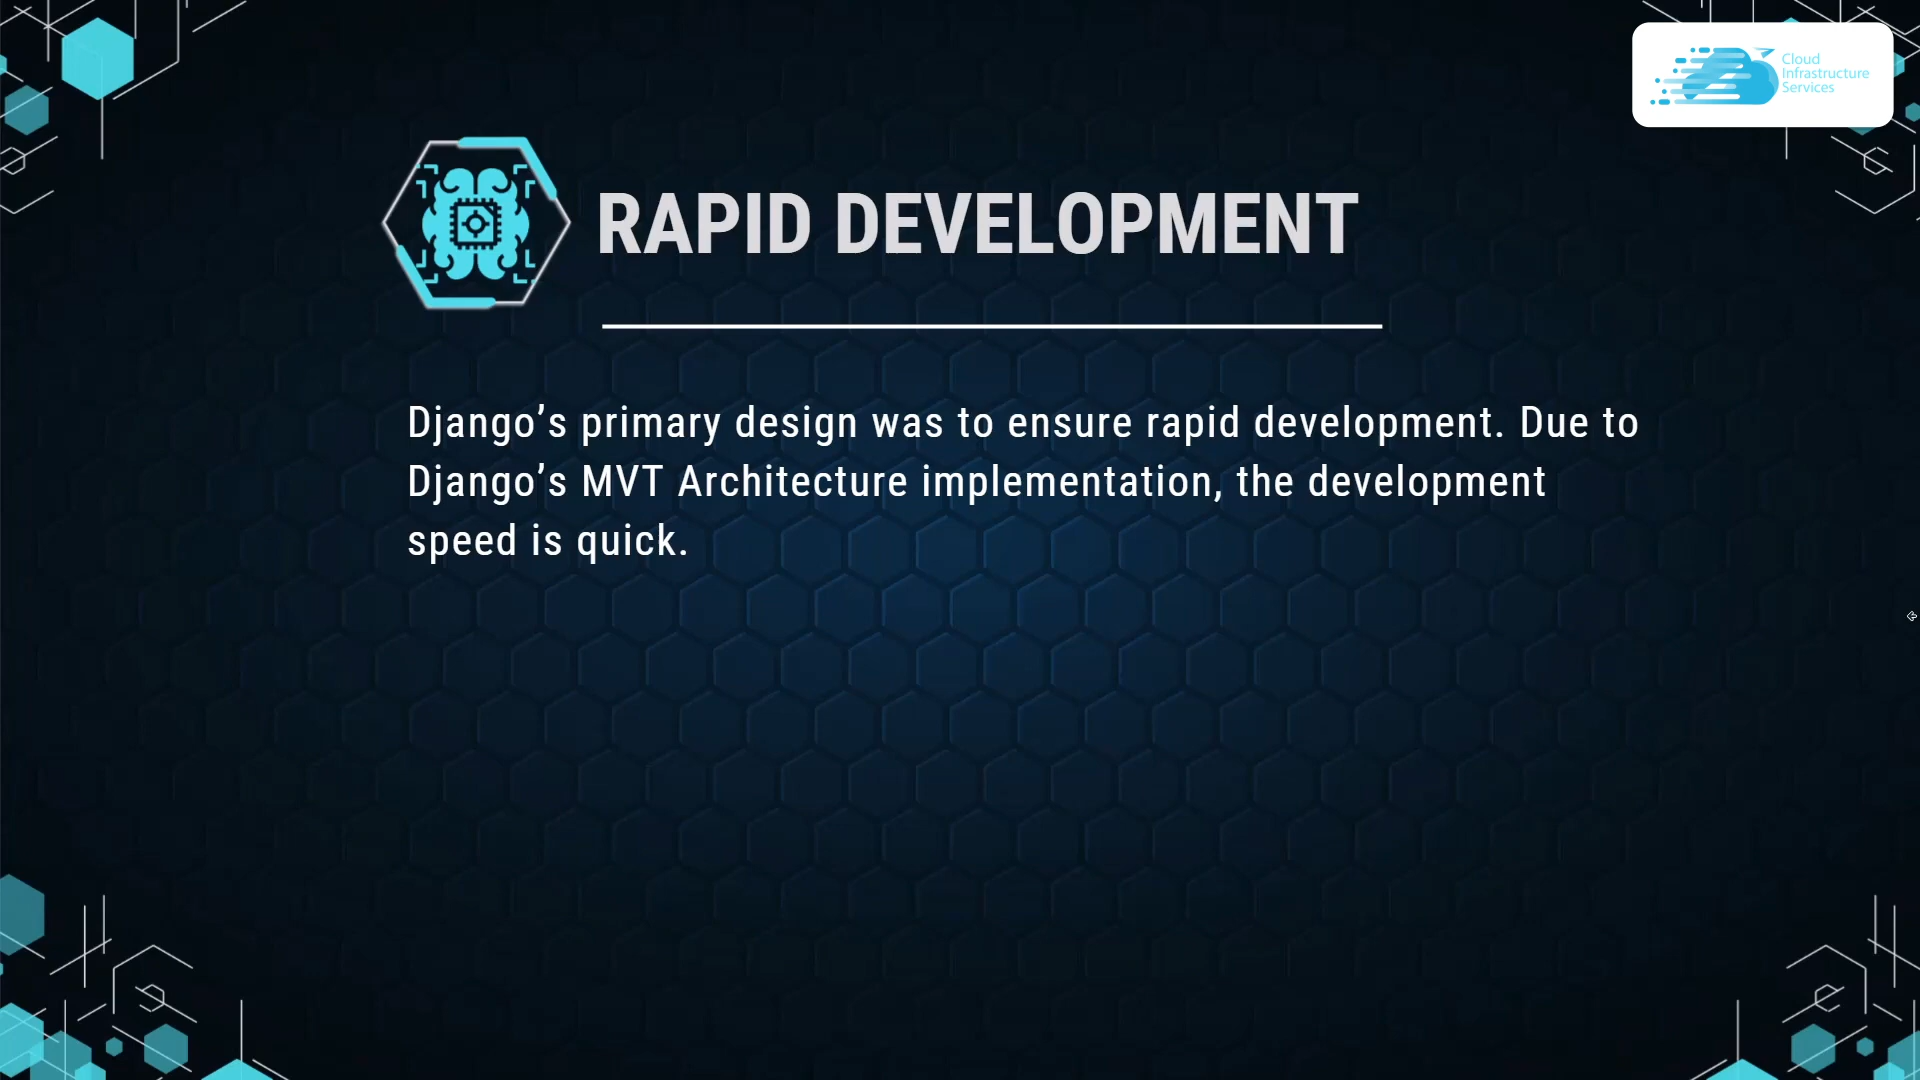 Cloud
Infrastructure
Services
RAPID DEVELOPMENT
Django’s primary design was to ensure rapid development. Due to
Django’s MVT Architecture implementation, the development
speed is quick.